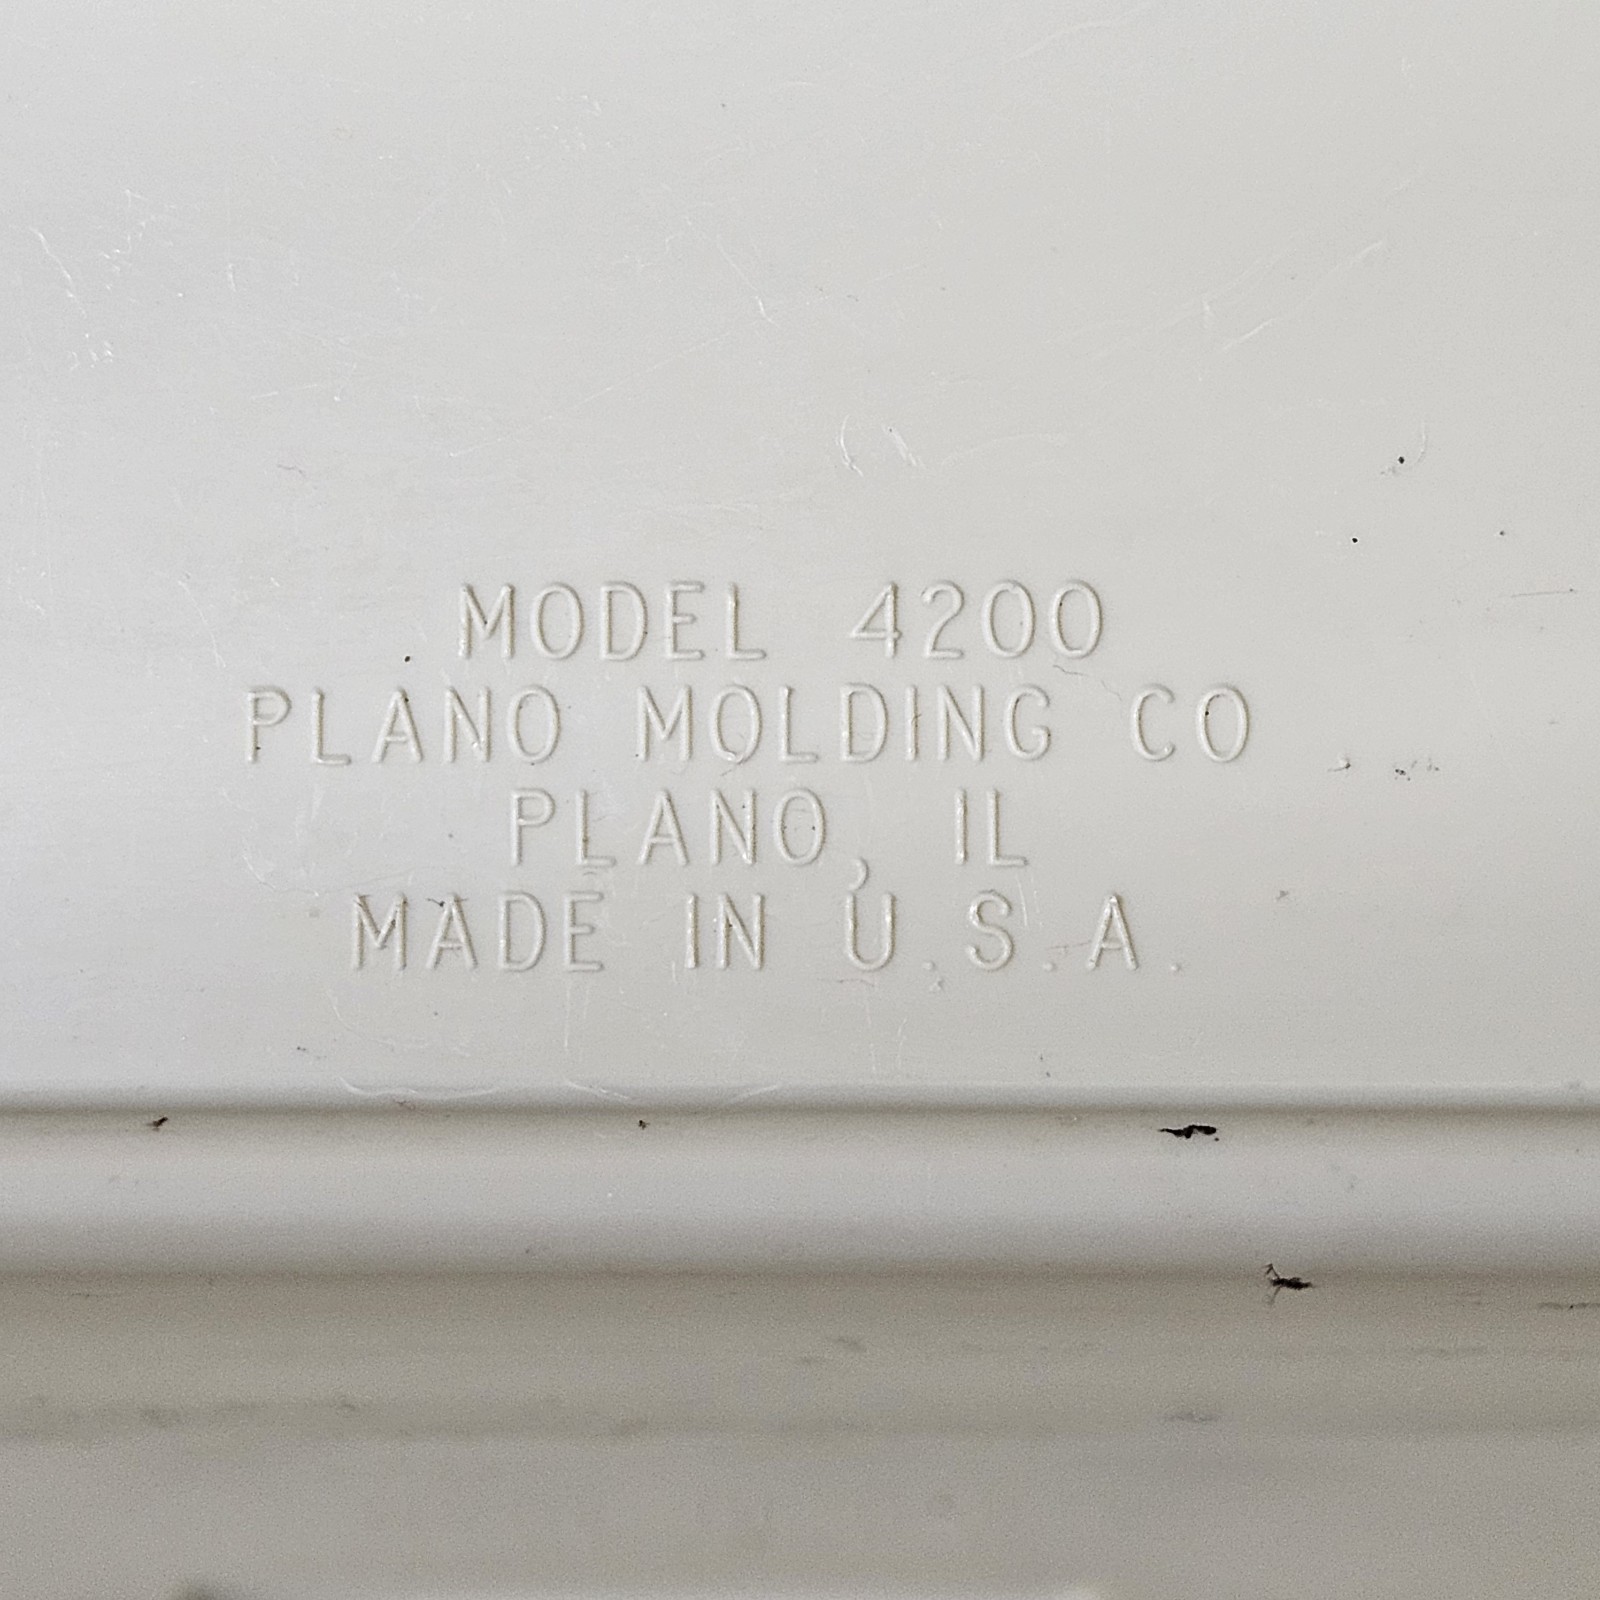 MODEL 4200
PLANO MOLDING CO
PLANO, IL
MADE IN U.S.A.